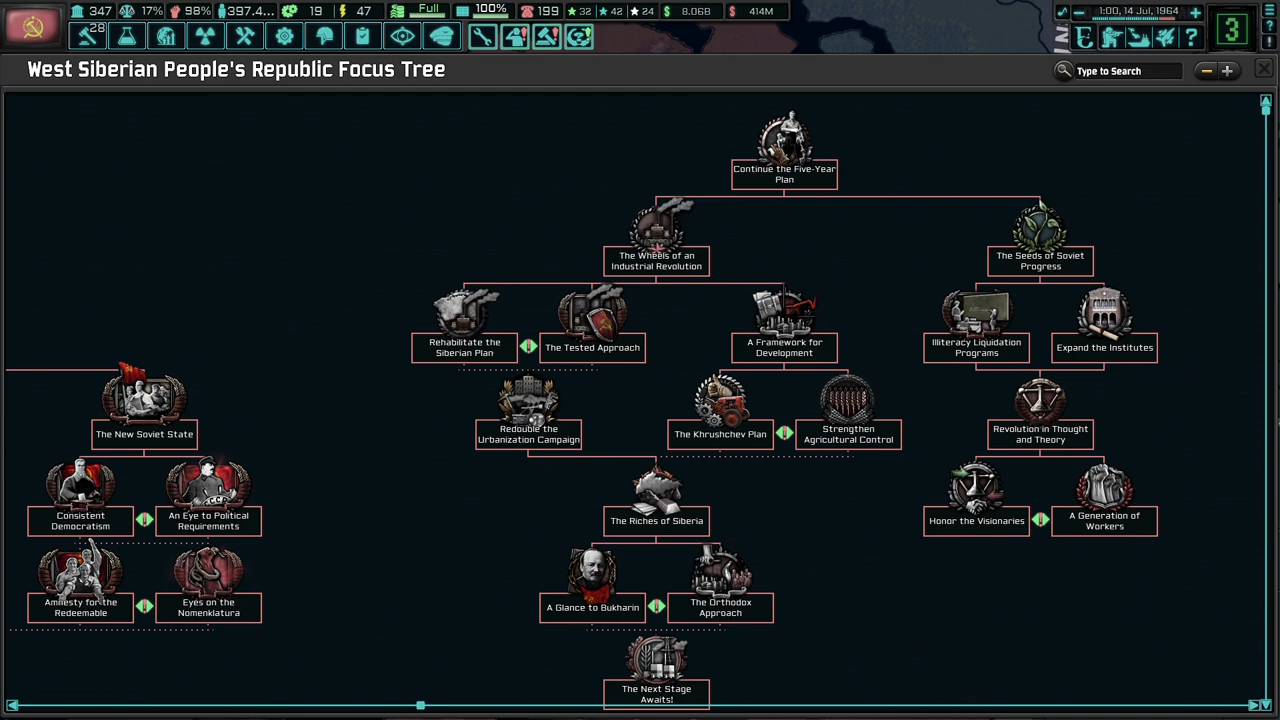 347 17% 98% 397.4... 19 47 Full 100% 199 32 42 24 8.06B 414M 1:00, 14 Jul, 1964
28
3
West Siberian People's Republic Focus Tree
Type to Search
Continue the Five-Year
Plan
The Wheels of an
Industrial Revolution
The Seeds of Soviet
Progress
Rehabilitate the
Siberian Plan
The Tested Approach
A Framework for
Development
Illiteracy Liquidation
Programs
Expand the Institutes
The New Soviet State
Redouble the
Urbanization Campaign
The Khrushchev Plan
Strengthen
Agricultural Control
Revolution in Thought
and Theory
Consistent
Democratism
An Eye to Political
Requirements
The Riches of Siberia
Honor the Visionaries
A Generation of
Workers
Amnesty for the
Redeemable
Eyes on the
Nomenklatura
A Glance to Bukharin
The Orthodox
Approach
The Next Stage
Awaits!